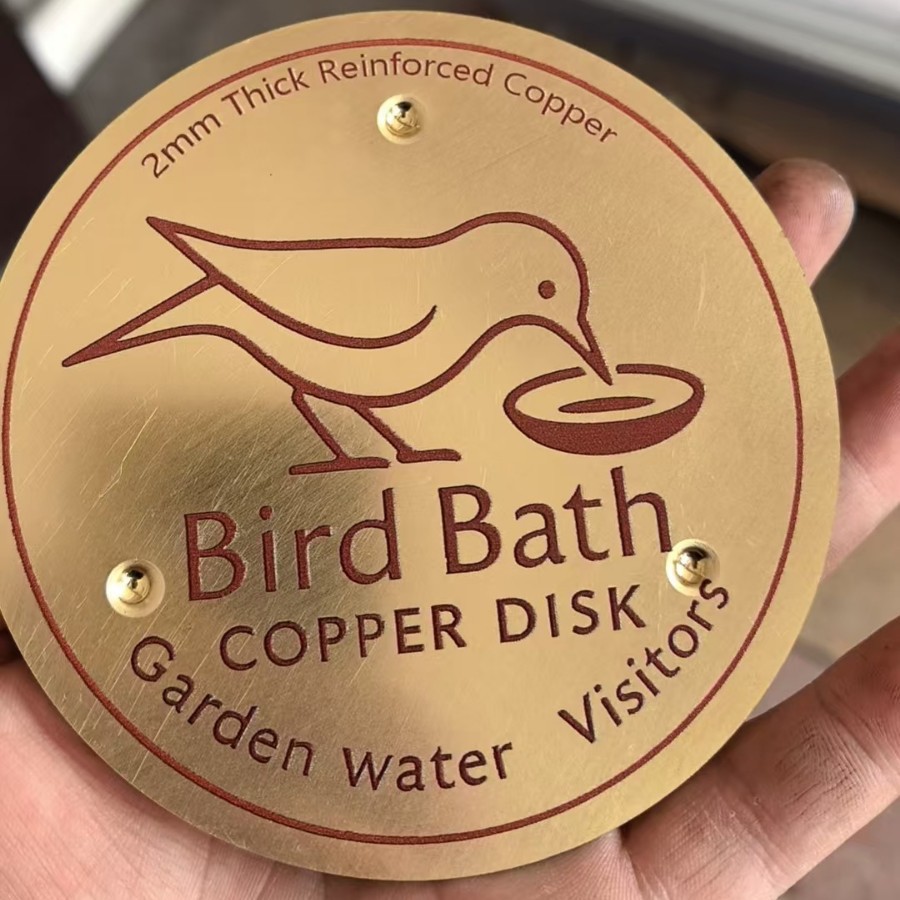 2mm Thick Reinforced Copper
Bird Bath
COPPER DISK
Garden water Visitors